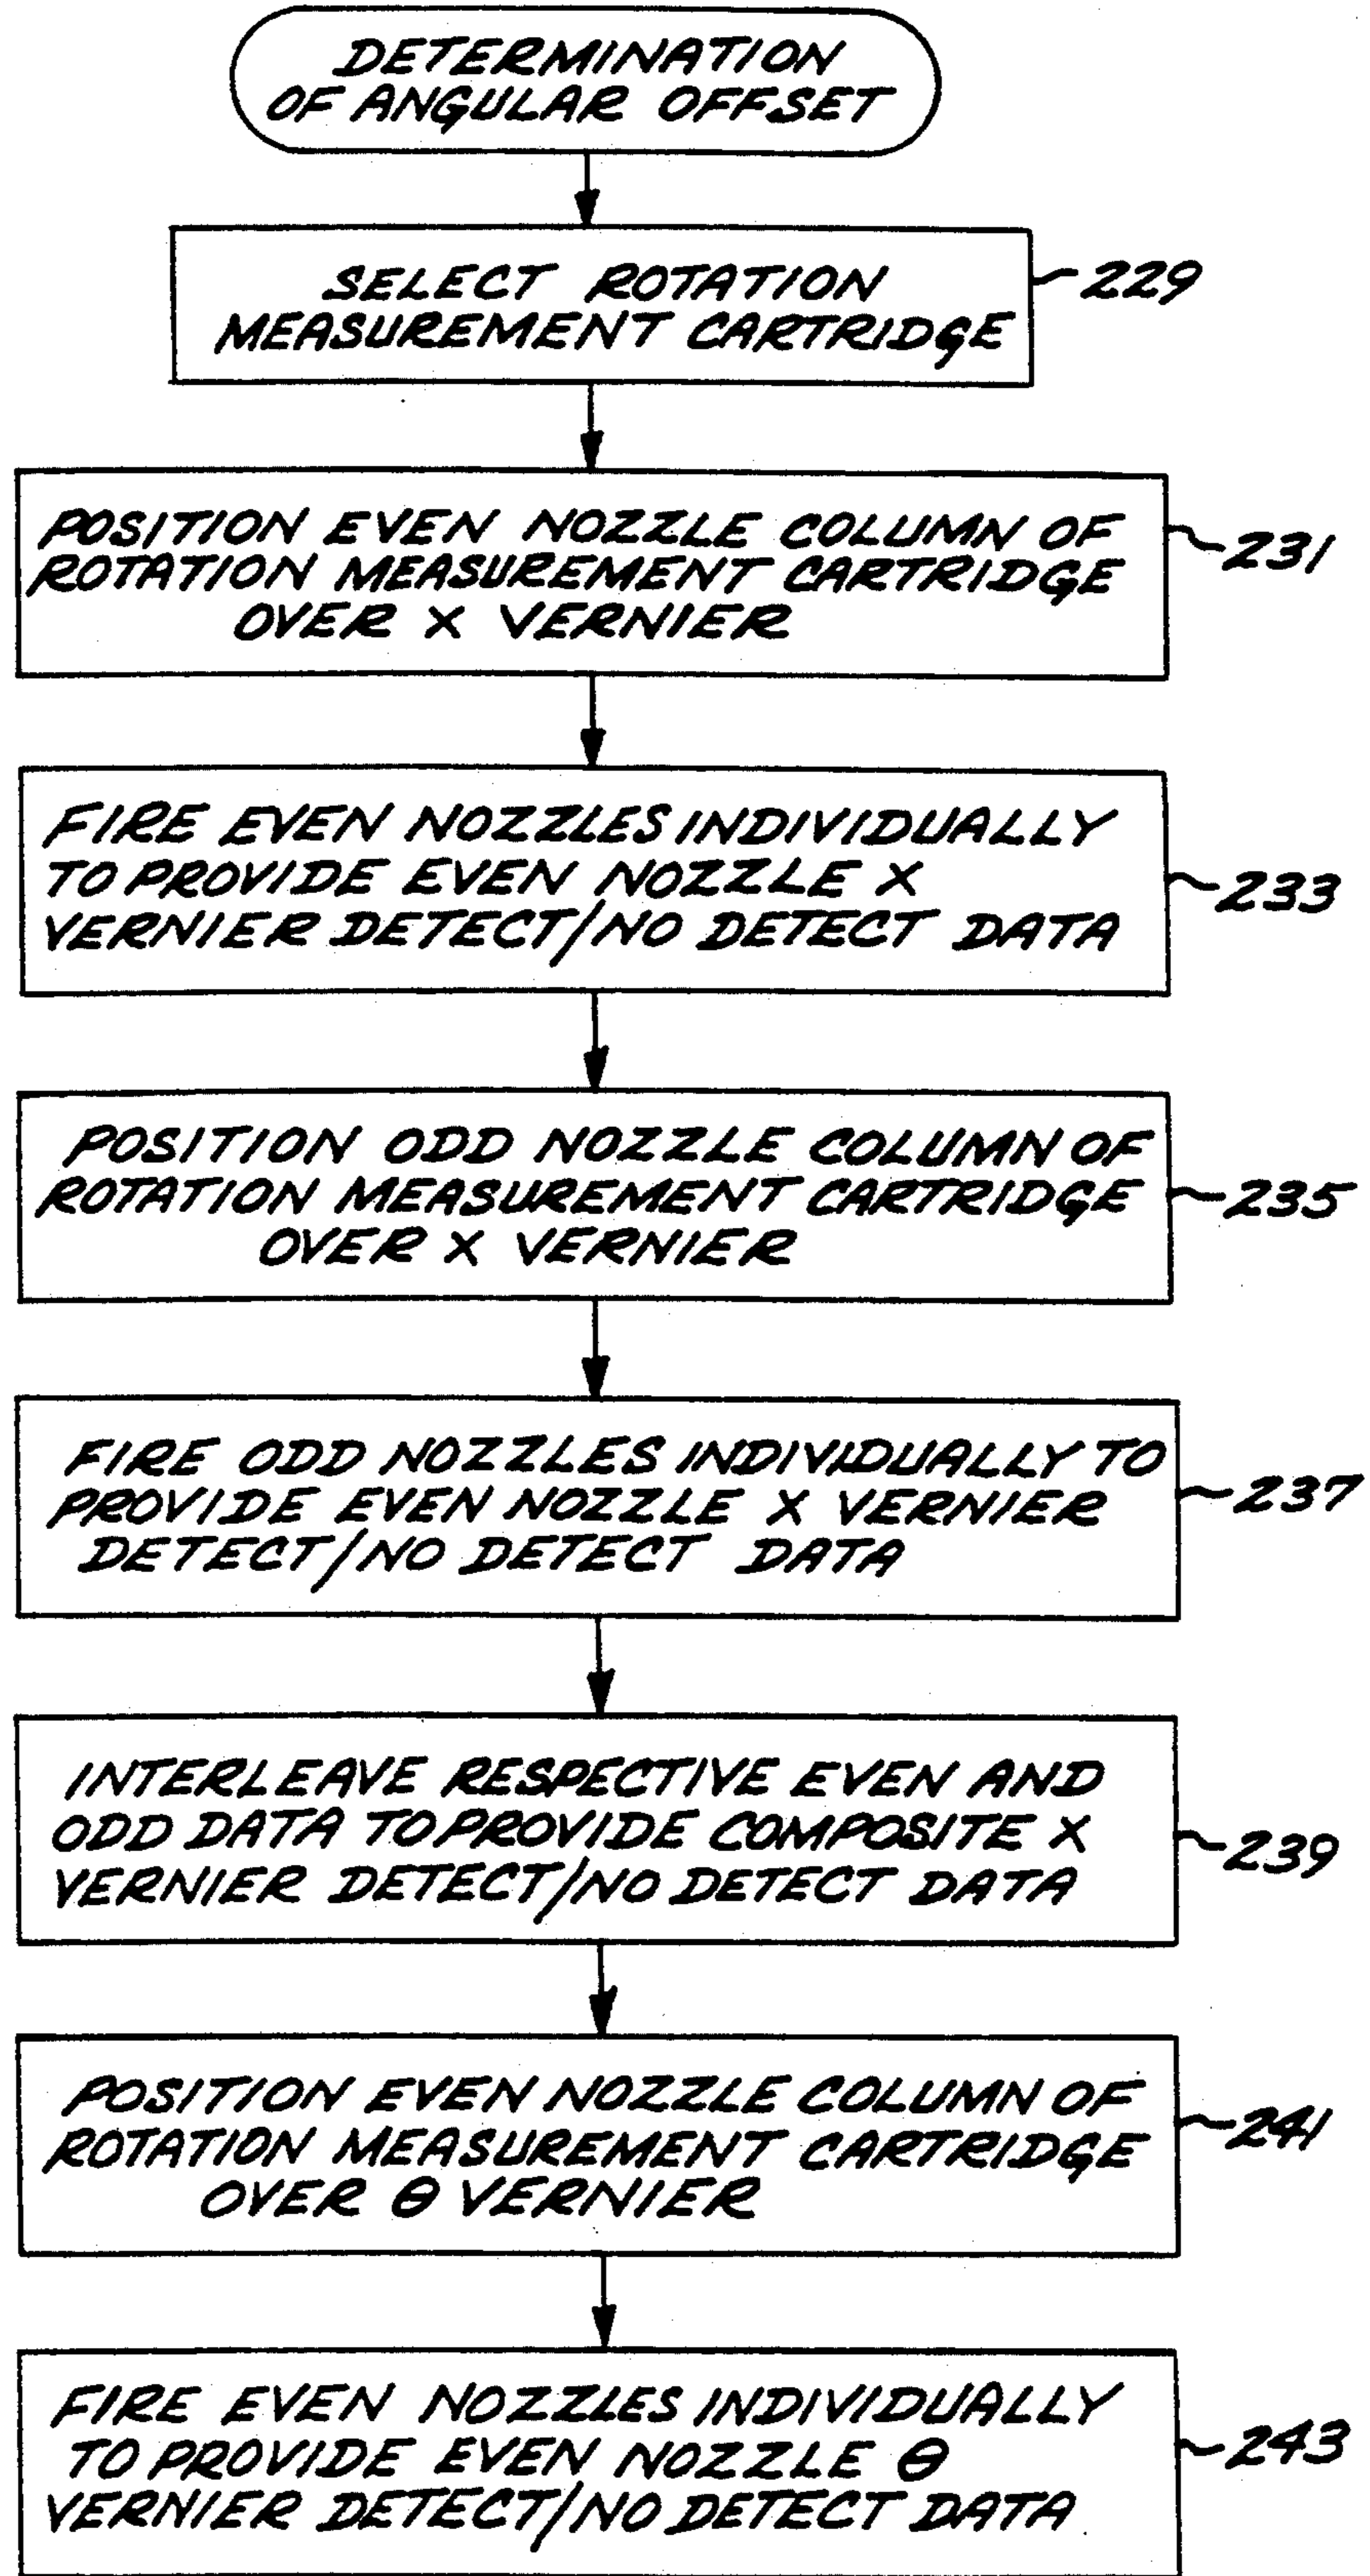 DETERMINATION
OF ANGULAR OFFSET
SELECT ROTATION
MEASUREMENT CARTRIDGE
229
POSITION EVEN NOZZLE COLUMN OF
ROTATION MEASUREMENT CARTRIDGE
OVER X VERNIER
231
FIRE EVEN NOZZLES INDIVIDUALLY
TO PROVIDE EVEN NOZZLE X
VERNIER DETECT/NO DETECT DATA
233
POSITION ODD NOZZLE COLUMN OF
ROTATION MEASUREMENT CARTRIDGE
OVER X VERNIER
235
FIRE ODD NOZZLES INDIVIDUALLY TO
PROVIDE EVEN NOZZLE X VERNIER
DETECT/NO DETECT DATA
237
INTERLEAVE RESPECTIVE EVEN AND
ODD DATA TO PROVIDE COMPOSITE X
VERNIER DETECT/NO DETECT DATA
239
POSITION EVEN NOZZLE COLUMN OF
ROTATION MEASUREMENT CARTRIDGE
OVER θ VERNIER
241
FIRE EVEN NOZZLES INDIVIDUALLY
TO PROVIDE EVEN NOZZLE θ
VERNIER DETECT/NO DETECT DATA
243